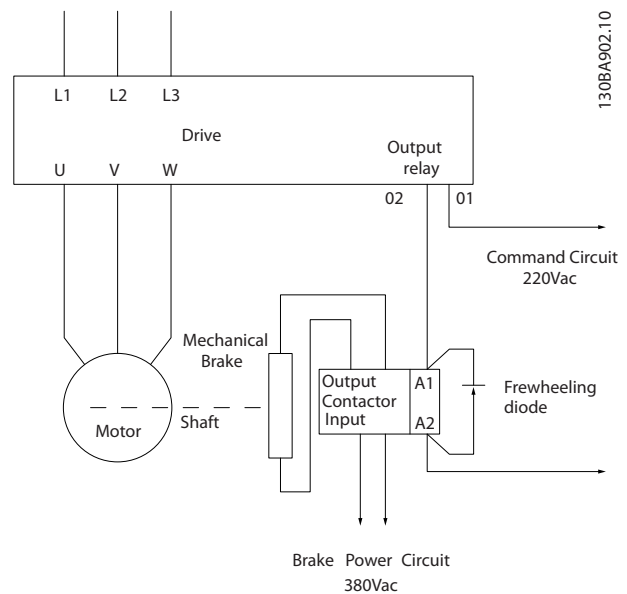 130BA902.10
L1 L2 L3
Drive
U V W
Output
relay
02 01
Command Circuit
220Vac
Mechanical
Brake
Output
Contactor
Input
A1
A2
Frewheeling
diode
Shaft
Motor
Brake Power Circuit
380Vac